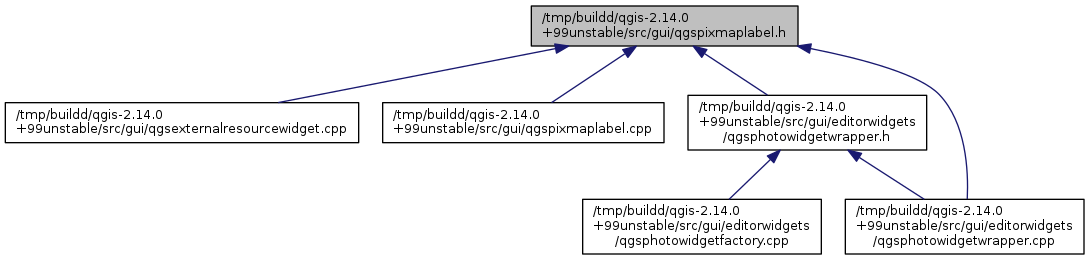 /tmp/buildd/qgis-2.14.0
+99unstable/src/gui/qgspixmaplabel.h
/tmp/buildd/qgis-2.14.0
+99unstable/src/gui/qgsexternalresourcewidget.cpp
/tmp/buildd/qgis-2.14.0
+99unstable/src/gui/qgspixmaplabel.cpp
/tmp/buildd/qgis-2.14.0
+99unstable/src/gui/editorwidgets
/qgsphotowidgetwrapper.h
/tmp/buildd/qgis-2.14.0
+99unstable/src/gui/editorwidgets
/qgsphotowidgetfactory.cpp
/tmp/buildd/qgis-2.14.0
+99unstable/src/gui/editorwidgets
/qgsphotowidgetwrapper.cpp